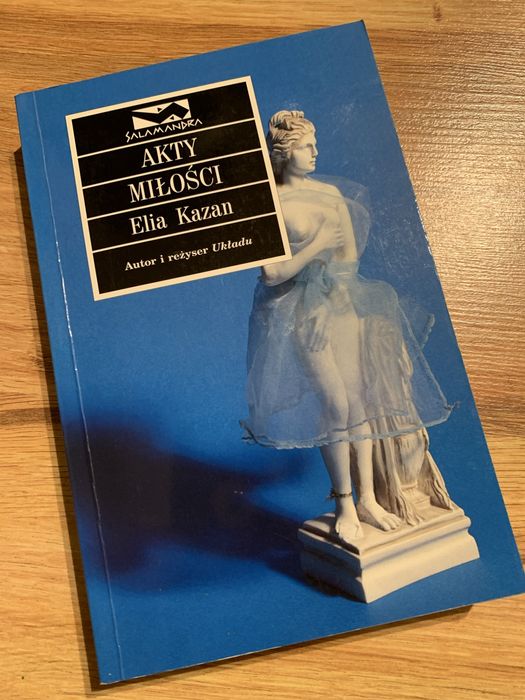 SALAMANDRA
AKTY
MIŁOŚCI
Elia Kazan
Autor i reżyser Układu